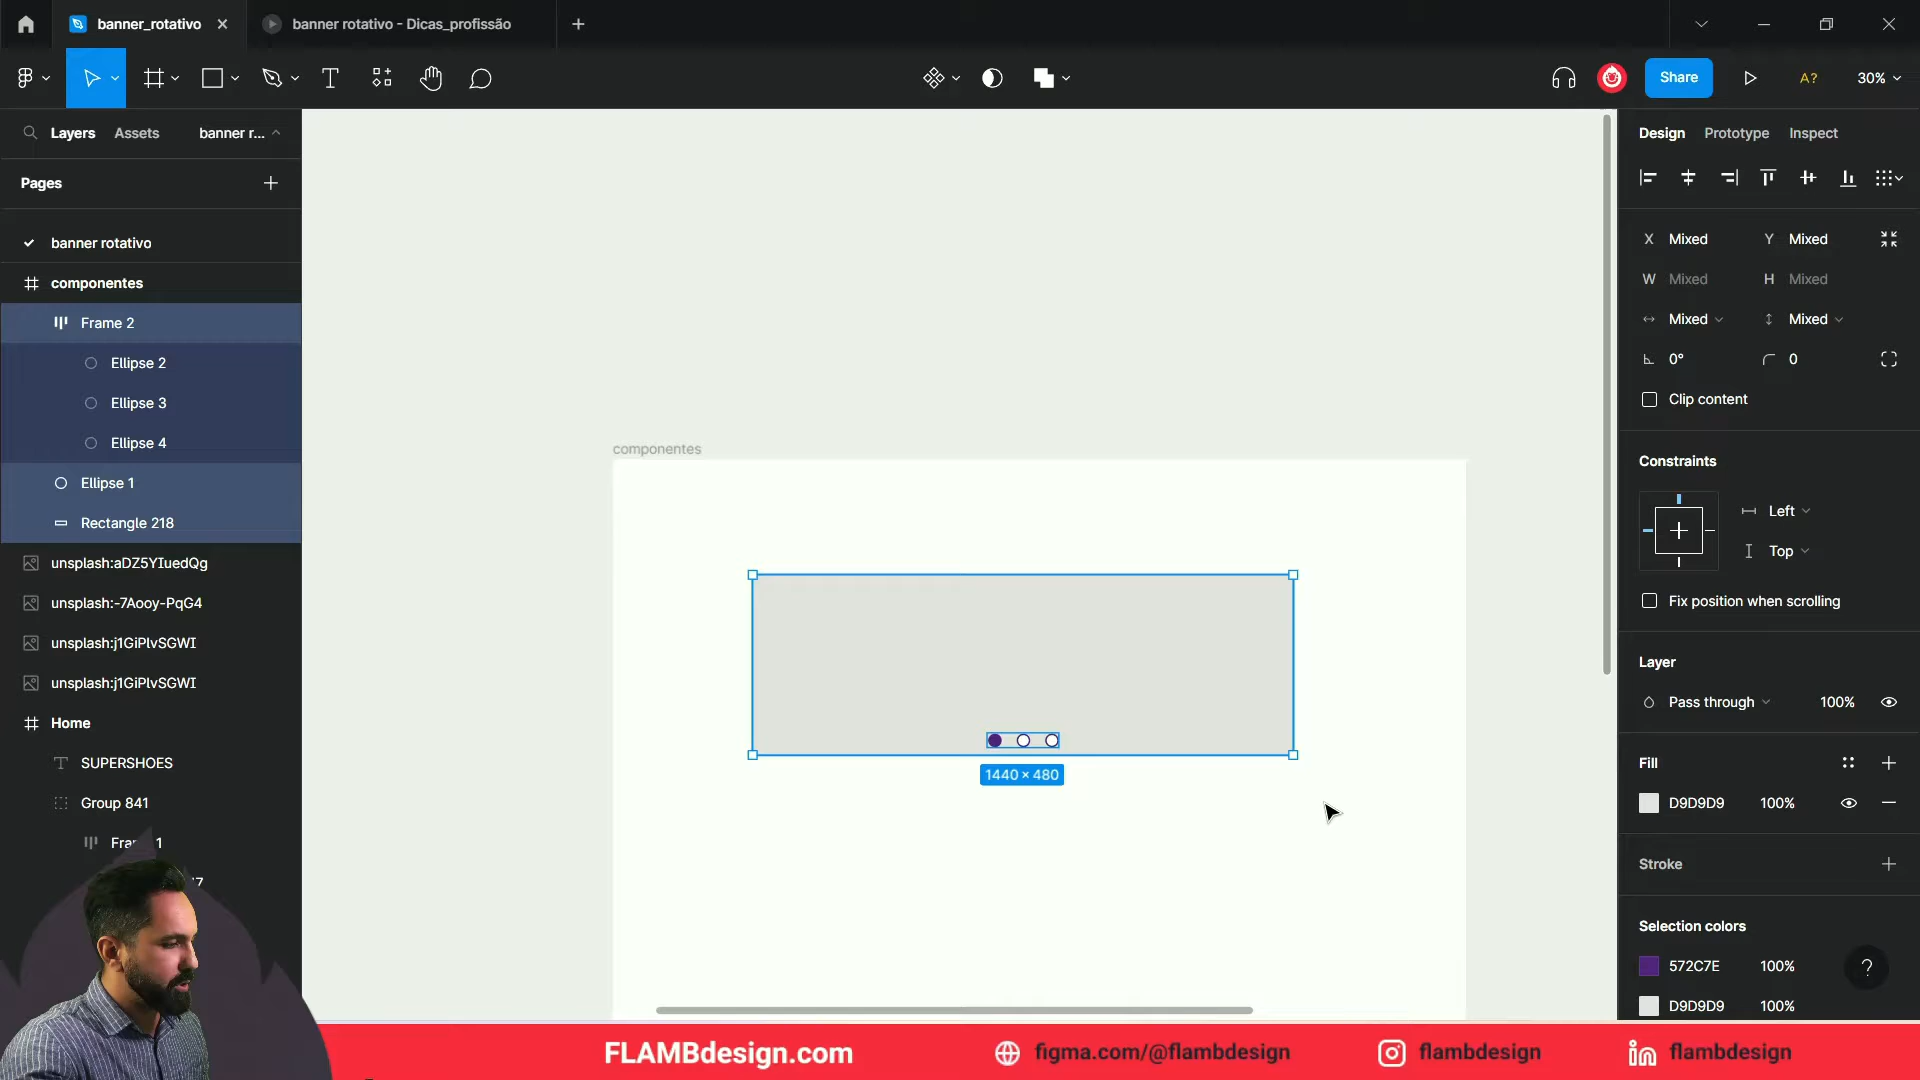 banner_rotativo
banner rotativo - Dicas_profissão
Share
A?
30%
Layers
Assets
banner r...
Pages
banner rotativo
componentes
Frame 2
Ellipse 2
Ellipse 3
Ellipse 4
Ellipse 1
Rectangle 218
unsplash:aDZ5YIuedQg
unsplash:-7Aooy-PqG4
unsplash:j1GiPlvSGWI
unsplash:j1GiPlvSGWI
Home
SUPERSHOES
Group 841
componentes
1440 × 480
Design
Prototype
Inspect
X Mixed
Y Mixed
W Mixed
H Mixed
Mixed
Mixed
0°
0
Clip content
Constraints
Left
Top
Fix position when scrolling
Layer
Pass through
100%
Fill
D9D9D9 100%
Stroke
Selection colors
572C7E 100%
?
D9D9D9 100%
FLAMBdesign.com
figma.com/@flambdesign
flambdesign
flambdesign